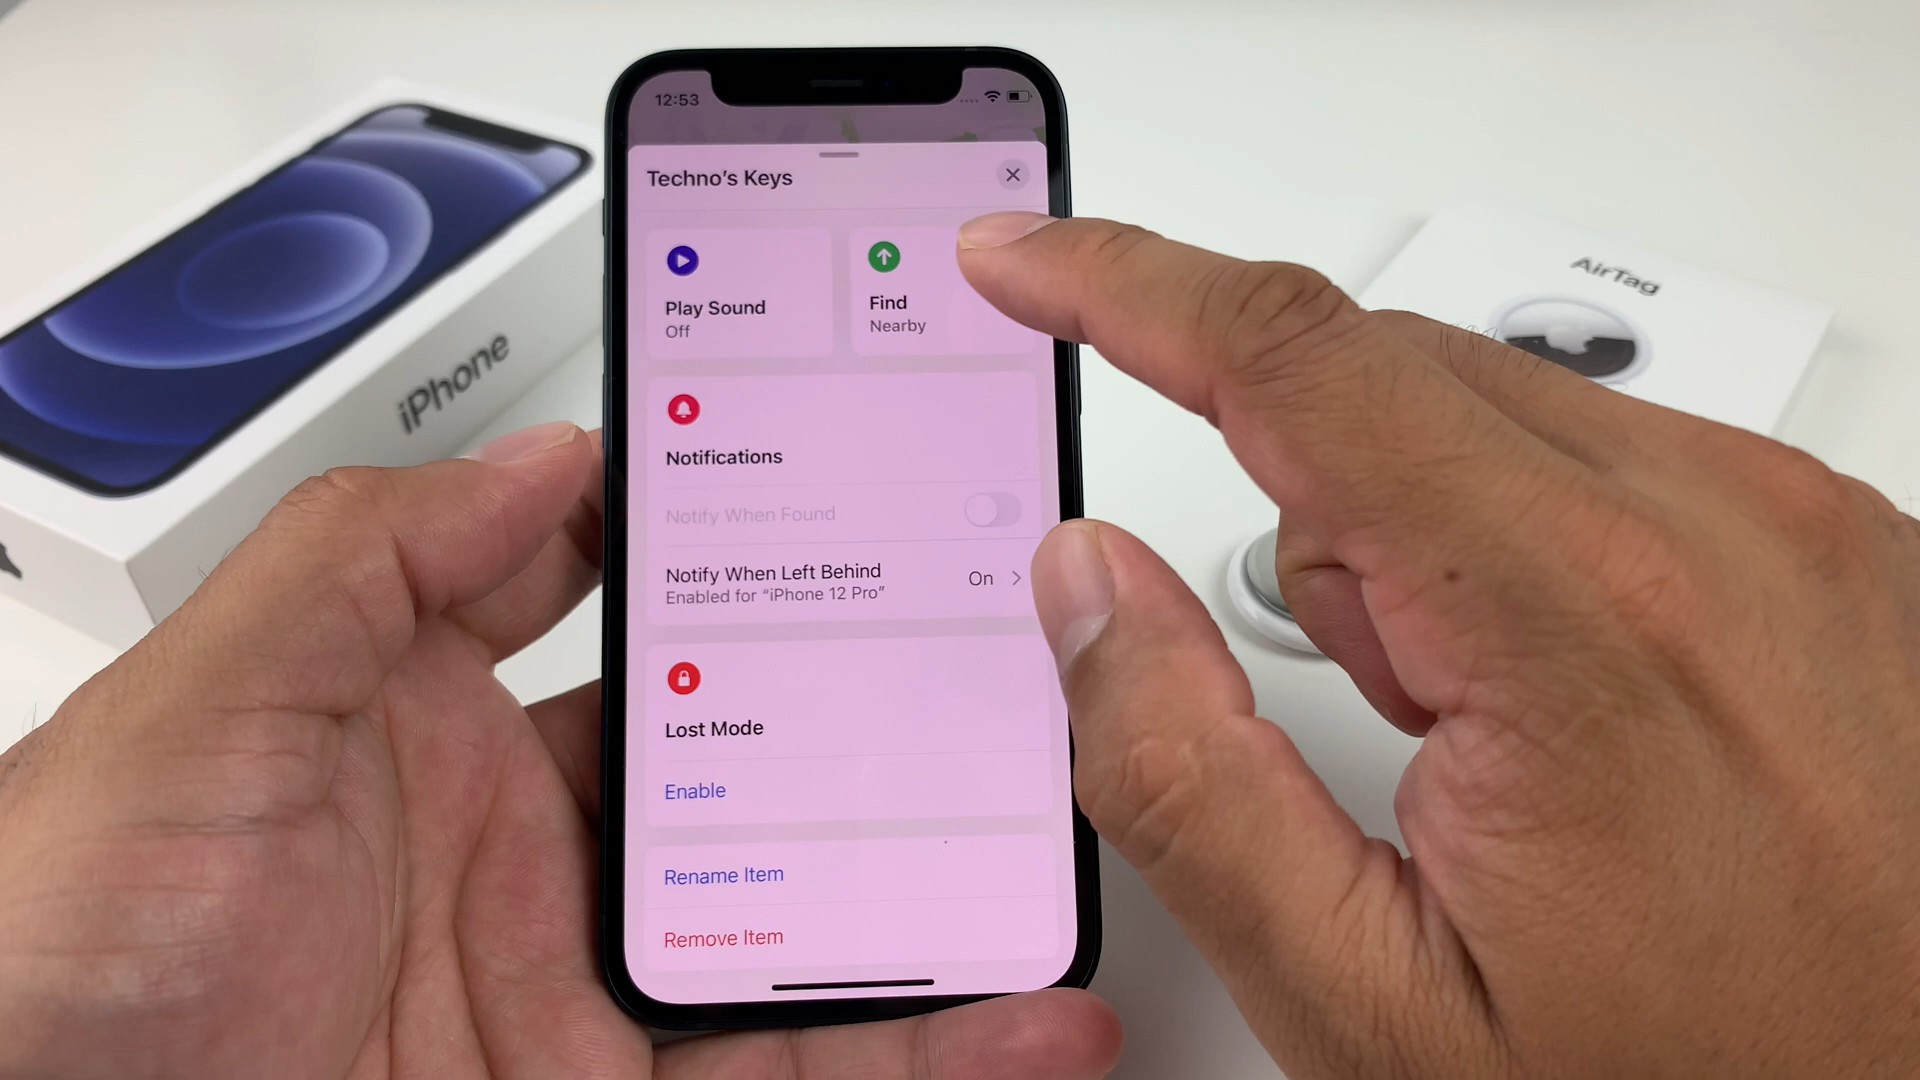 12:53
Techno's Keys
Play Sound
Off
Find
Nearby
Notifications
Notify When Found
Notify When Left Behind
Enabled for "iPhone 12 Pro"
On
Lost Mode
Enable
Rename Item
Remove Item
iPhone
AirTag